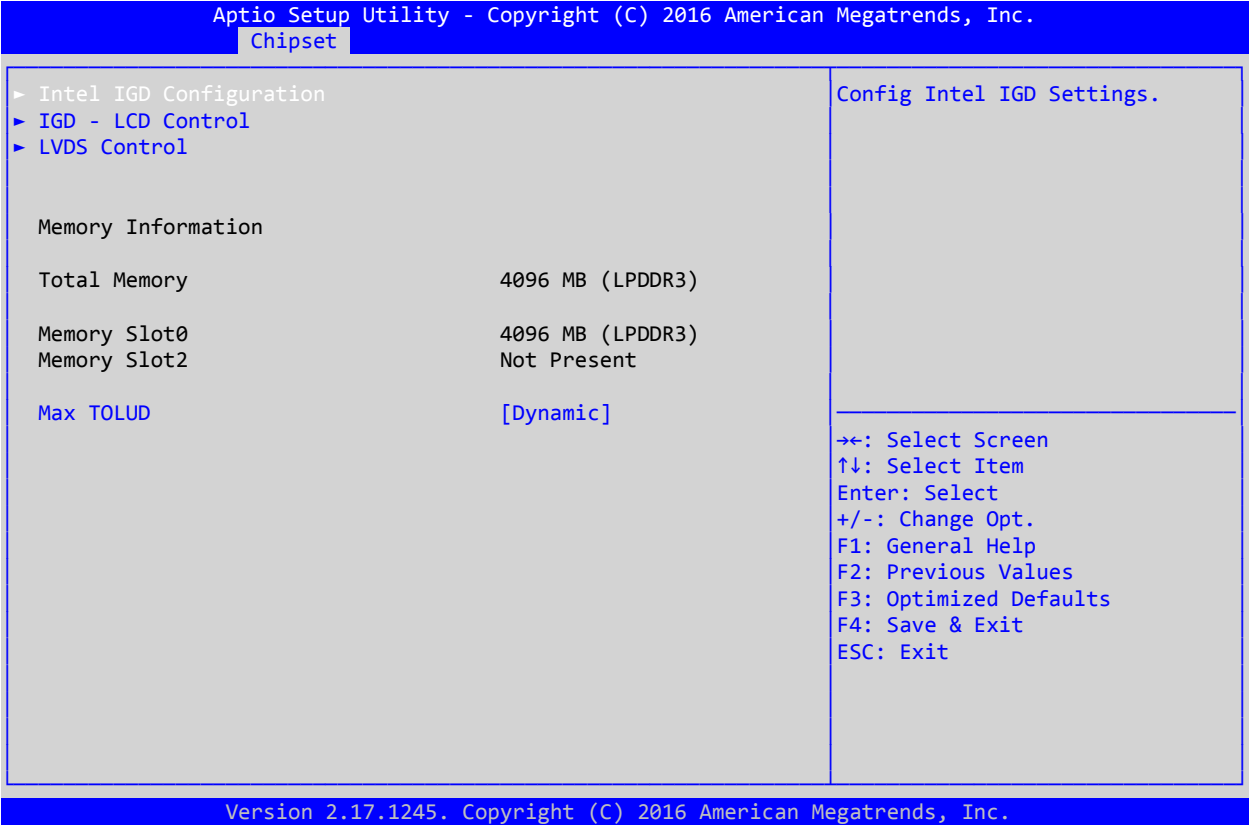 Aptio Setup Utility - Copyright (C) 2016 American Megatrends, Inc.
Chipset
► Intel IGD Configuration
► IGD - LCD Control
► LVDS Control
Memory Information
Total Memory 4096 MB (LPDDR3)
Memory Slot0 4096 MB (LPDDR3)
Memory Slot2 Not Present
Max TOLUD [Dynamic]
Config Intel IGD Settings.
→←: Select Screen
↑↓: Select Item
Enter: Select
+/-: Change Opt.
F1: General Help
F2: Previous Values
F3: Optimized Defaults
F4: Save & Exit
ESC: Exit
Version 2.17.1245. Copyright (C) 2016 American Megatrends, Inc.